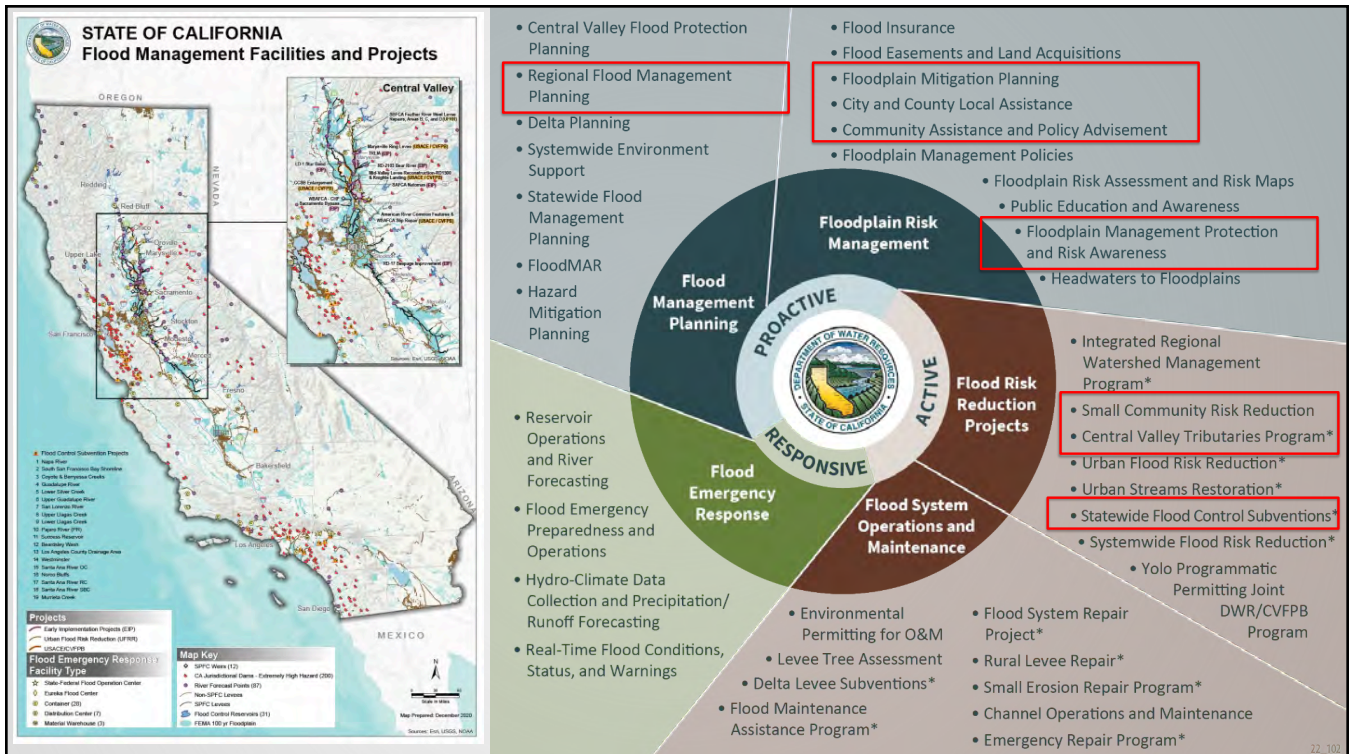 STATE OF CALIFORNIA
Flood Management Facilities and Projects
OREGON
NEVADA
Central Valley
Redding
Red Bluff
Chico
Oroville
Upper Lake
Marysville
Sacramento
Stockton
San Francisco
Modesto
Merced
Fresno
Bakersfield
ARIZONA
Los Angeles
San Diego
MEXICO
Sources: Esri, USGS, NOAA
Flood Control Subvention Projects
1 Napa River
2 South San Francisco Bay Shoreline
3 Coyote & Berryessa Creeks
4 Guadalupe River
5 Lower Silver Creek
6 Upper Guadalupe River
7 San Lorenzo River
8 Upper Llagas Creek
9 Lower Llagas Creek
10 Pajaro River (FR)
11 Success Reservoir
13 Los Angeles County Drainage Area
14 Westminster
15 Santa Ana River OC
16 Norco Bluffs
17 Santa Ana River RC
18 Santa Ana River SBC
19 Murrieta Creek
Projects
Early Implementation Projects (EIP)
Urban Flood Risk Reduction (UFRR)
USACE/CVFPB
Flood Emergency Response
Facility Type
State-Federal Flood Operation Center
Eureka Flood Center
Container (28)
Distribution Center (7)
Material Warehouse (3)
Map Key
SPFC Weirs (12)
CA Jurisdictional Dams - Extremely High Hazard
River Forecast Points (87)
Non-SPFC Levees
SPFC Levees
Flood Control Reservoirs (31)
FEMA 100 yr Floodplain
N
Scale in Miles
Map Prepared: December 2020
Sources: Esri, USGS, NOAA
• Central Valley Flood Protection
Planning
• Regional Flood Management
Planning
• Delta Planning
• Systemwide Environment
Support
• Statewide Flood
Management
Planning
• FloodMAR
• Hazard
Mitigation
Planning
• Flood Insurance
• Flood Easements and Land Acquisitions
• Floodplain Mitigation Planning
• City and County Local Assistance
• Community Assistance and Policy Advisement
• Floodplain Management Policies
• Floodplain Risk Assessment and Risk Maps
• Public Education and Awareness
• Floodplain Management Protection
and Risk Awareness
• Headwaters to Floodplains
Flood
Management
Planning
Floodplain Risk
Management
Flood Risk
Reduction
Projects
Flood System
Operations and
Maintenance
Flood
Emergency
Response
PROACTIVE
ACTIVE
RESPONSIVE
DEPARTMENT OF WATER RESOURCES
STATE OF CALIFORNIA
• Integrated Regional
Watershed Management
Program*
• Small Community Risk Reduction
• Central Valley Tributaries Program*
• Urban Flood Risk Reduction*
• Urban Streams Restoration*
• Statewide Flood Control Subventions*
• Systemwide Flood Risk Reduction*
• Yolo Programmatic
Permitting Joint
DWR/CVFPB
Program
• Reservoir
Operations
and River
Forecasting
• Flood Emergency
Preparedness and
Operations
• Hydro-Climate Data
Collection and Precipitation/
Runoff Forecasting
• Real-Time Flood Conditions,
Status, and Warnings
• Environmental
Permitting for O&M
• Levee Tree Assessment
• Delta Levee Subventions*
• Flood Maintenance
Assistance Program*
• Flood System Repair
Project*
• Rural Levee Repair*
• Small Erosion Repair Program*
• Channel Operations and Maintenance
• Emergency Repair Program*
22 102